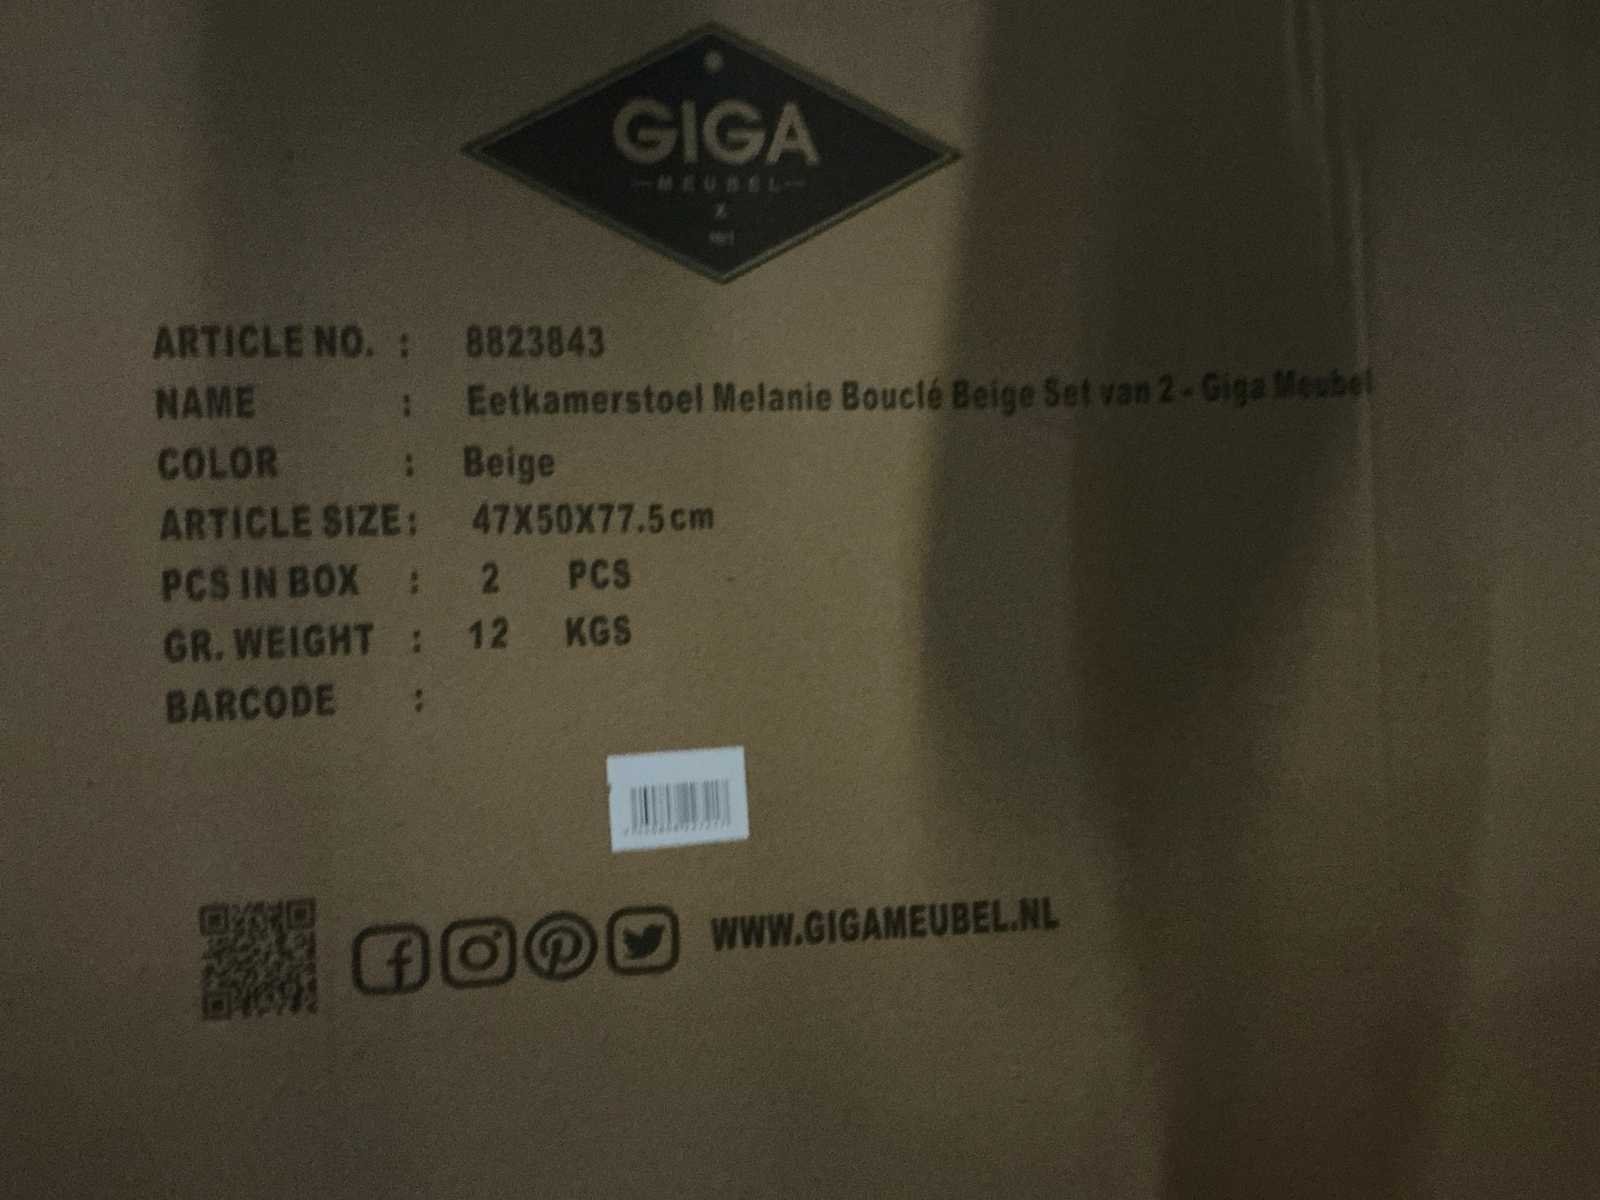 GIGA
MEUBEL
ARTICLE NO. : 8823843
NAME : Eetkamerstoel Melanie Bouclé Beige Set van 2 - Giga Meubel
COLOR : Beige
ARTICLE SIZE : 47X50X77.5cm
PCS IN BOX : 2 PCS
GR. WEIGHT : 12 KGS
BARCODE :
WWW.GIGAMEUBEL.NL